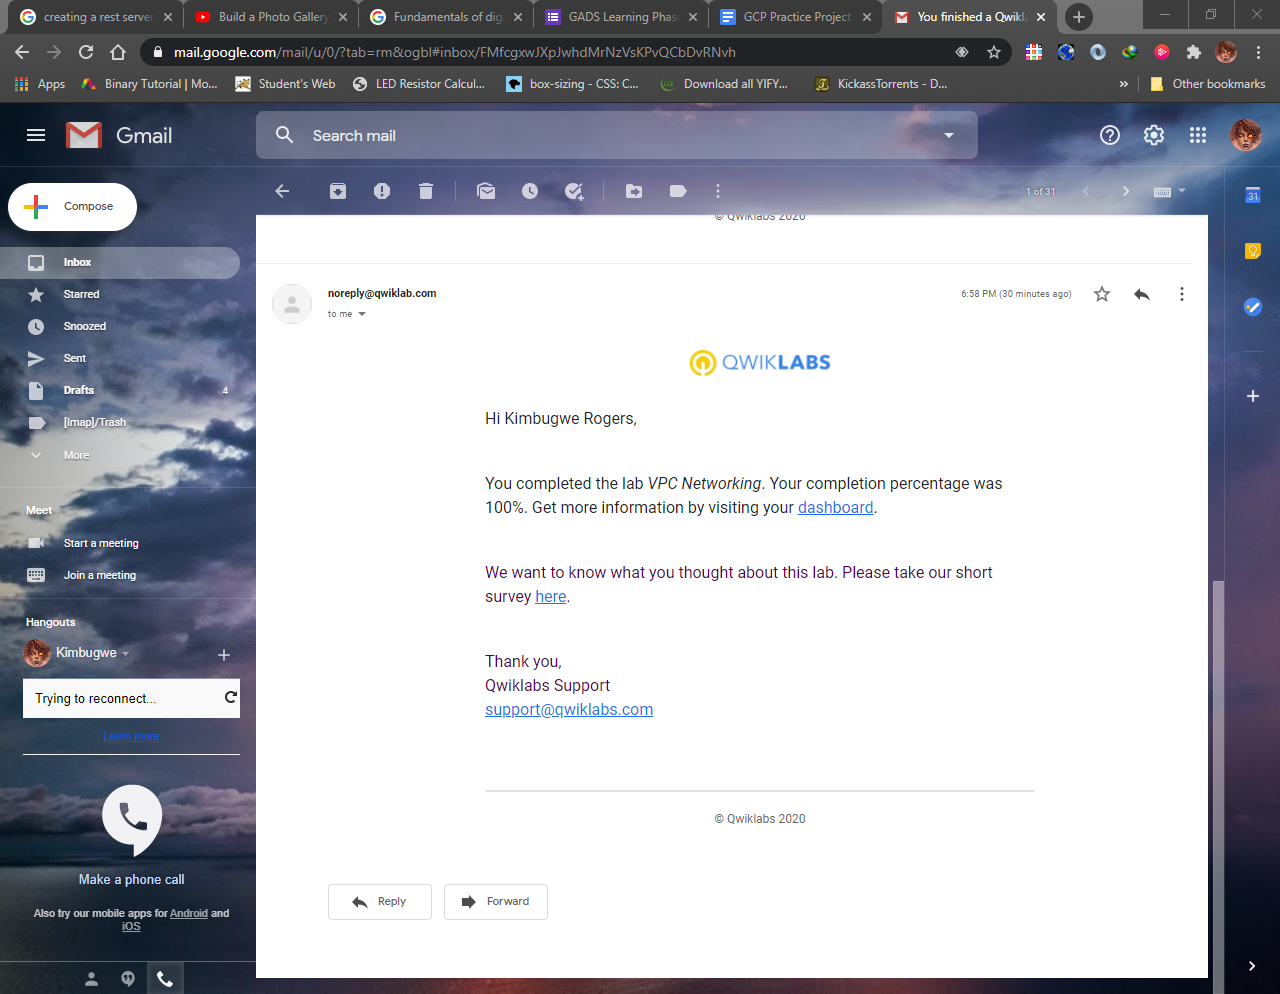 creating a rest server
Build a Photo Gallery
Fundamentals of dig
GADS Learning Phas
GCP Practice Project
You finished a Qwikla
mail.google.com/mail/u/0/?tab=rm&ogbl#inbox/FMfcgxwJXpJwhdMrNzVsKPvQCbDvRNvh
Apps
Binary Tutorial | Mo...
Student's Web
LED Resistor Calcul...
box-sizing - CSS: C...
Download all YIFY...
KickassTorrents - D...
»
Other bookmarks
Gmail
Search mail
Compose
1 of 31
31
© Qwiklabs 2020
Inbox
Starred
Snoozed
Sent
Drafts 4
[Imap]/Trash
More
Meet
Start a meeting
Join a meeting
Hangouts
Kimbugwe
Trying to reconnect...
Learn more
Make a phone call
Also try our mobile apps for Android and
iOS
noreply@qwiklab.com
6:58 PM (30 minutes ago)
to me
QWIKLABS
Hi Kimbugwe Rogers,
You completed the lab VPC Networking. Your completion percentage was
100%. Get more information by visiting your dashboard.
We want to know what you thought about this lab. Please take our short
survey here.
Thank you,
Qwiklabs Support
support@qwiklabs.com
© Qwiklabs 2020
Reply
Forward